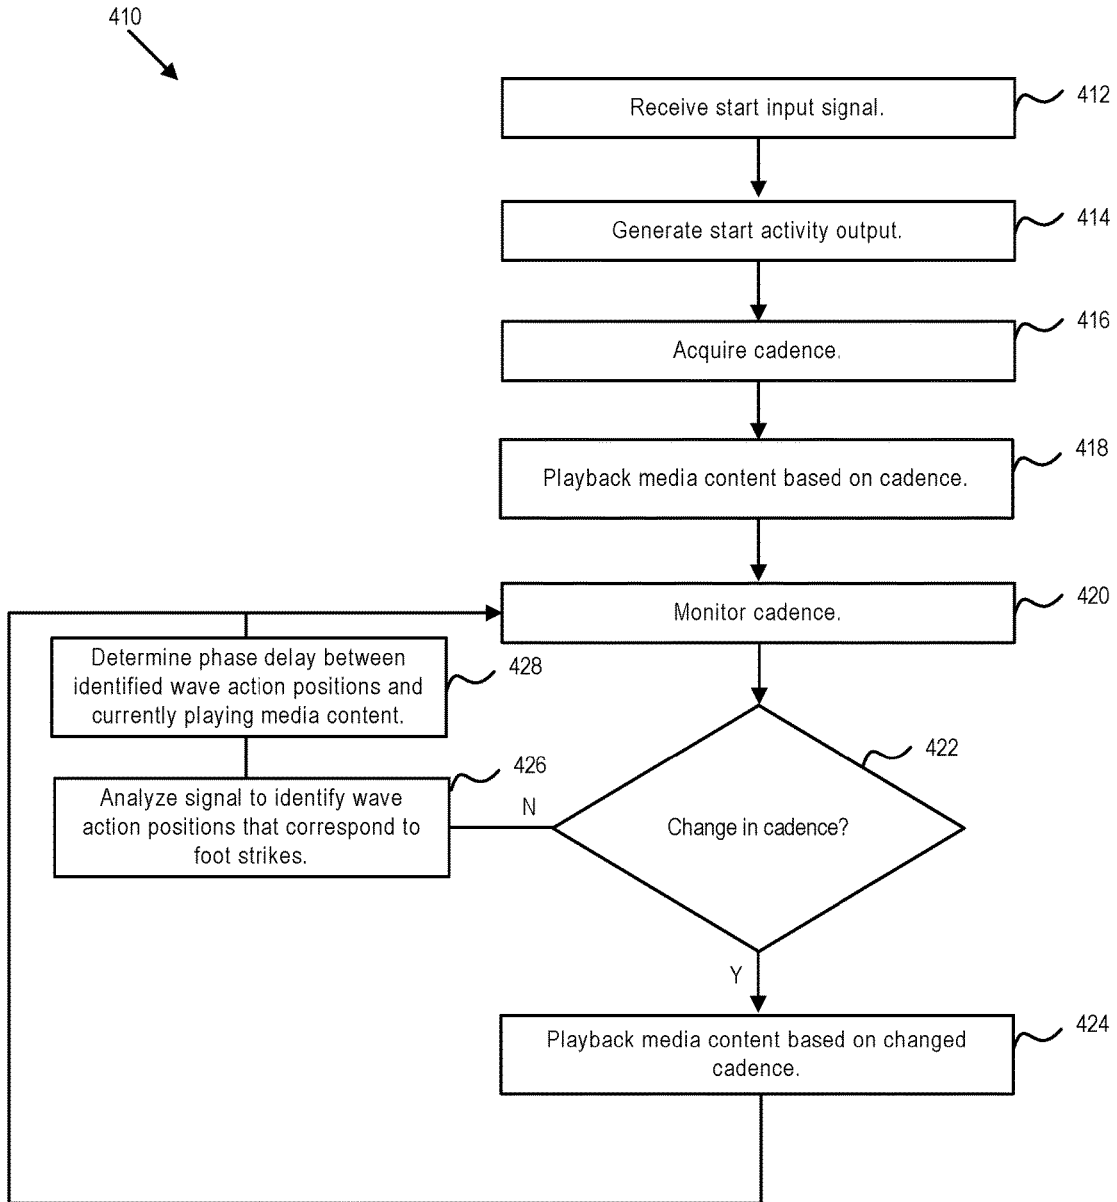 410
Receive start input signal.
412
Generate start activity output.
414
Acquire cadence.
416
Playback media content based on cadence.
418
Monitor cadence.
420
Determine phase delay between
identified wave action positions and
currently playing media content.
428
Change in cadence?
422
N
Analyze signal to identify wave
action positions that correspond to
foot strikes.
426
Y
Playback media content based on changed
cadence.
424